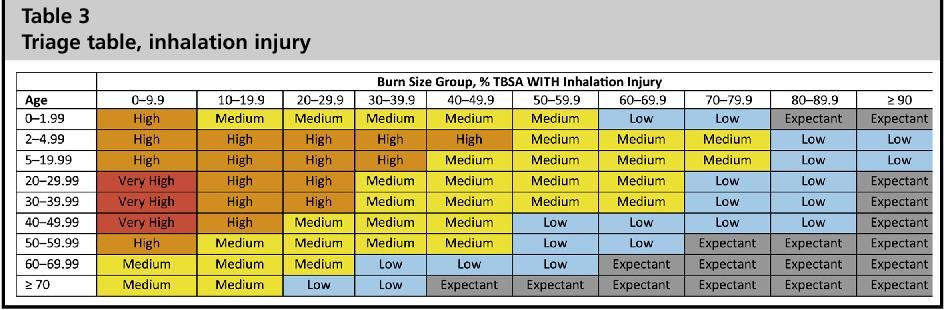 Table 3
Triage table, inhalation injury
Burn Size Group, % TBSA WITH Inhalation Injury
Age 0–9.9 10–19.9 20–29.9 30–39.9 40–49.9 50–59.9 60–69.9 70–79.9 80–89.9 ≥ 90
0–1.99 High Medium Medium Medium Medium Medium Low Low Expectant Expectant
2–4.99 High High High High High Medium Medium Medium Low Low
5–19.99 High High High High Medium Medium Medium Medium Low Low
20–29.99 Very High High High Medium Medium Medium Medium Low Low Expectant
30–39.99 Very High High High Medium Medium Medium Medium Low Low Expectant
40–49.99 Very High High Medium Medium Medium Low Low Low Low Expectant
50–59.99 High Medium Medium Medium Medium Low Low Expectant Expectant Expectant
60–69.99 Medium Medium Medium Low Low Low Expectant Expectant Expectant Expectant
≥ 70 Medium Medium Low Low Expectant Expectant Expectant Expectant Expectant Expectant